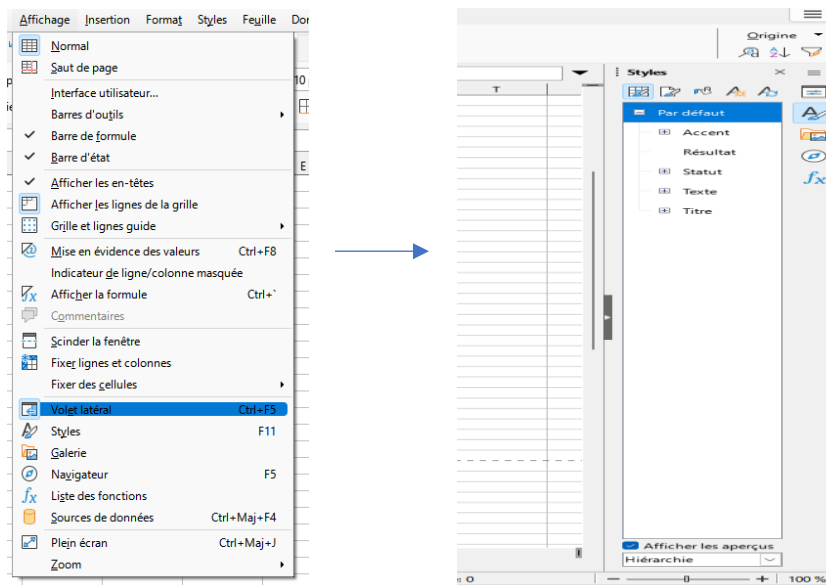 Affichage Insertion Format Styles Feuille Dor
Normal
Saut de page
Interface utilisateur...
Barres d'outils
Barre de formule
Barre d'état
Afficher les en-têtes
Afficher les lignes de la grille
Grille et lignes guide
Mise en évidence des valeurs Ctrl+F8
Indicateur de ligne/colonne masquée
Afficher la formule Ctrl+`
Commentaires
Scinder la fenêtre
Fixer lignes et colonnes
Fixer des cellules
Volet latéral Ctrl+F5
Styles F11
Galerie
Navigateur F5
Liste des fonctions
Sources de données Ctrl+Maj+F4
Plein écran Ctrl+Maj+J
Zoom
10
E
Origine
Styles
T
Par défaut
Accent
Résultat
Statut
Texte
Titre
Afficher les aperçus
Hiérarchie
: 0
100 %